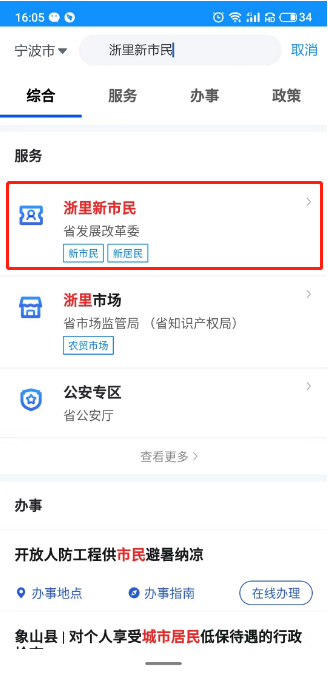 16:05 34
宁波市 浙里新市民 取消
综合 服务 办事 政策
服务
浙里新市民
省发展改革委
新市民 新居民
浙里市场
省市场监管局 （省知识产权局）
农贸市场
公安专区
省公安厅
查看更多
办事
开放人防工程供市民避暑纳凉
办事地点 办事指南 在线办理
象山县 | 对个人享受城市居民低保待遇的行政